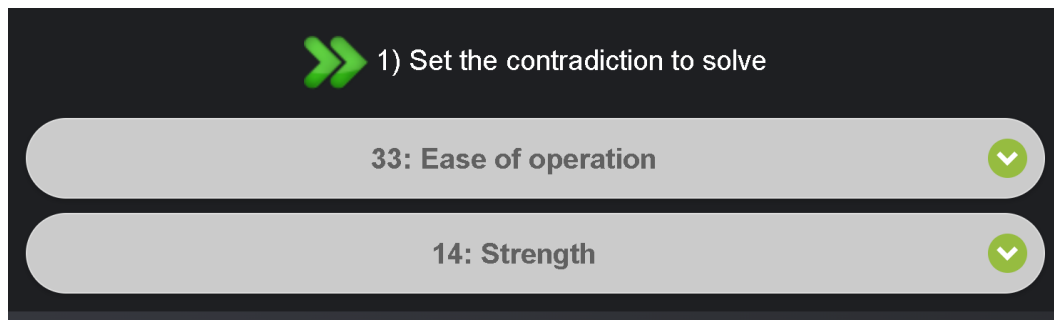 1) Set the contradiction to solve
33: Ease of operation
14: Strength